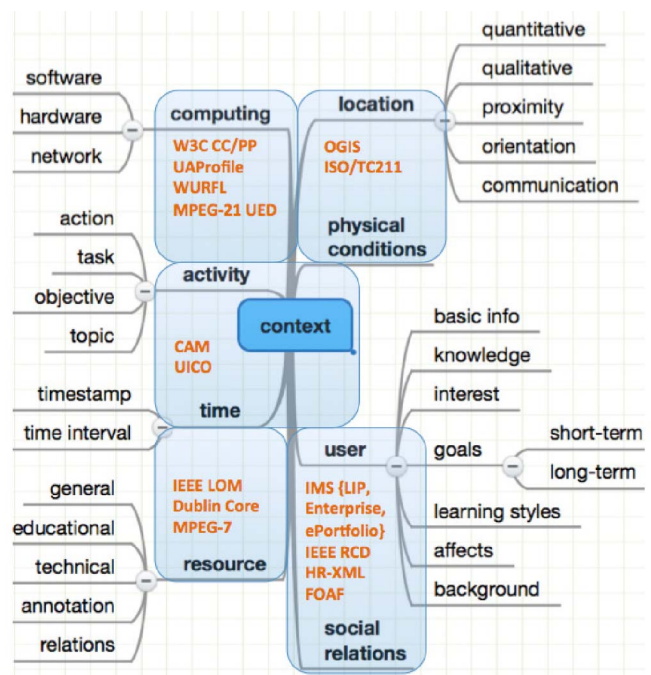 software
hardware
network
computing
W3C CC/PP
UAProfile
WURFL
MPEG-21 UED
location
OGIS
ISO/TC211
quantitative
qualitative
proximity
orientation
communication
physical
conditions
action
task
objective
topic
activity
CAM
UICO
context
timestamp
time interval
time
general
educational
technical
annotation
relations
IEEE LOM
Dublin Core
MPEG-7
resource
user
IMS {LIP,
Enterprise,
ePortfolio}
IEEE RCD
HR-XML
FOAF
social
relations
basic info
knowledge
interest
goals
short-term
long-term
learning styles
affects
background